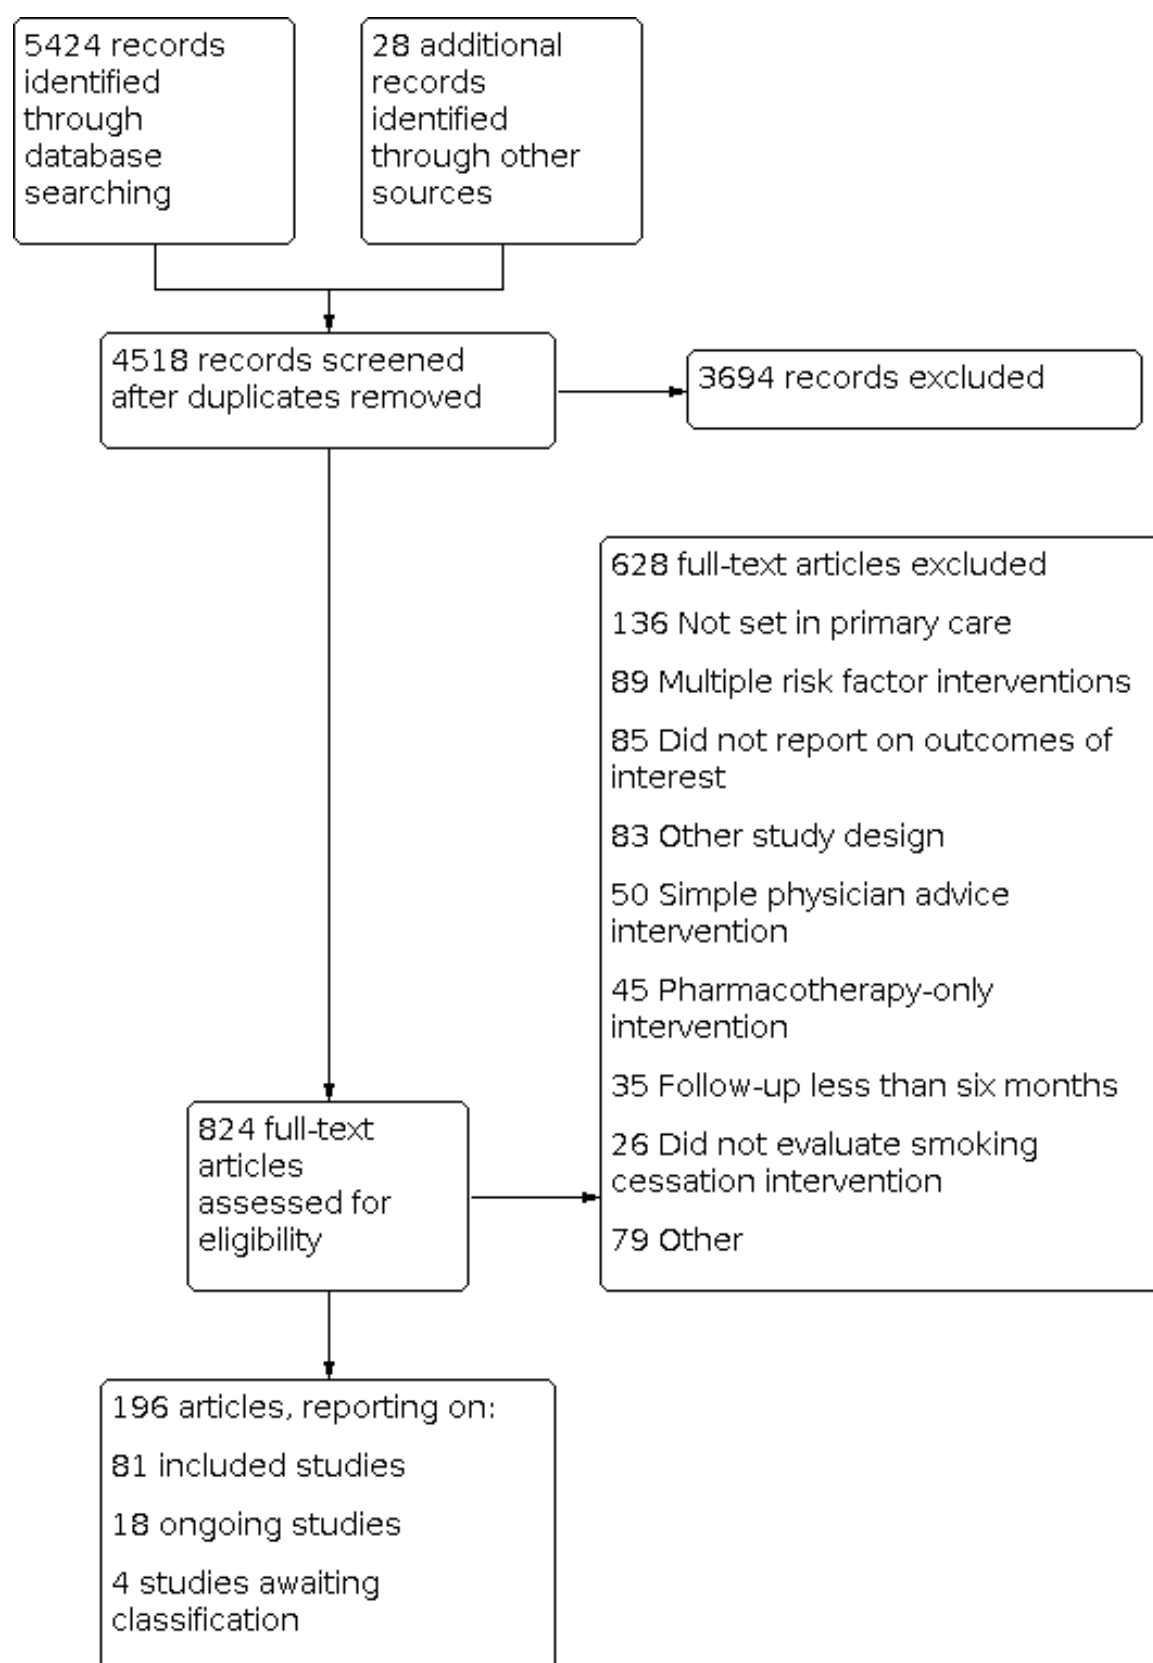 5424 records
identified
through
database
searching
28 additional
records
identified
through other
sources
4518 records screened
after duplicates removed
3694 records excluded
628 full-text articles excluded
136 Not set in primary care
89 Multiple risk factor interventions
85 Did not report on outcomes of
interest
83 Other study design
50 Simple physician advice
intervention
45 Pharmacotherapy-only
intervention
35 Follow-up less than six months
26 Did not evaluate smoking
cessation intervention
79 Other
824 full-text
articles
assessed for
eligibility
196 articles, reporting on:
81 included studies
18 ongoing studies
4 studies awaiting
classification